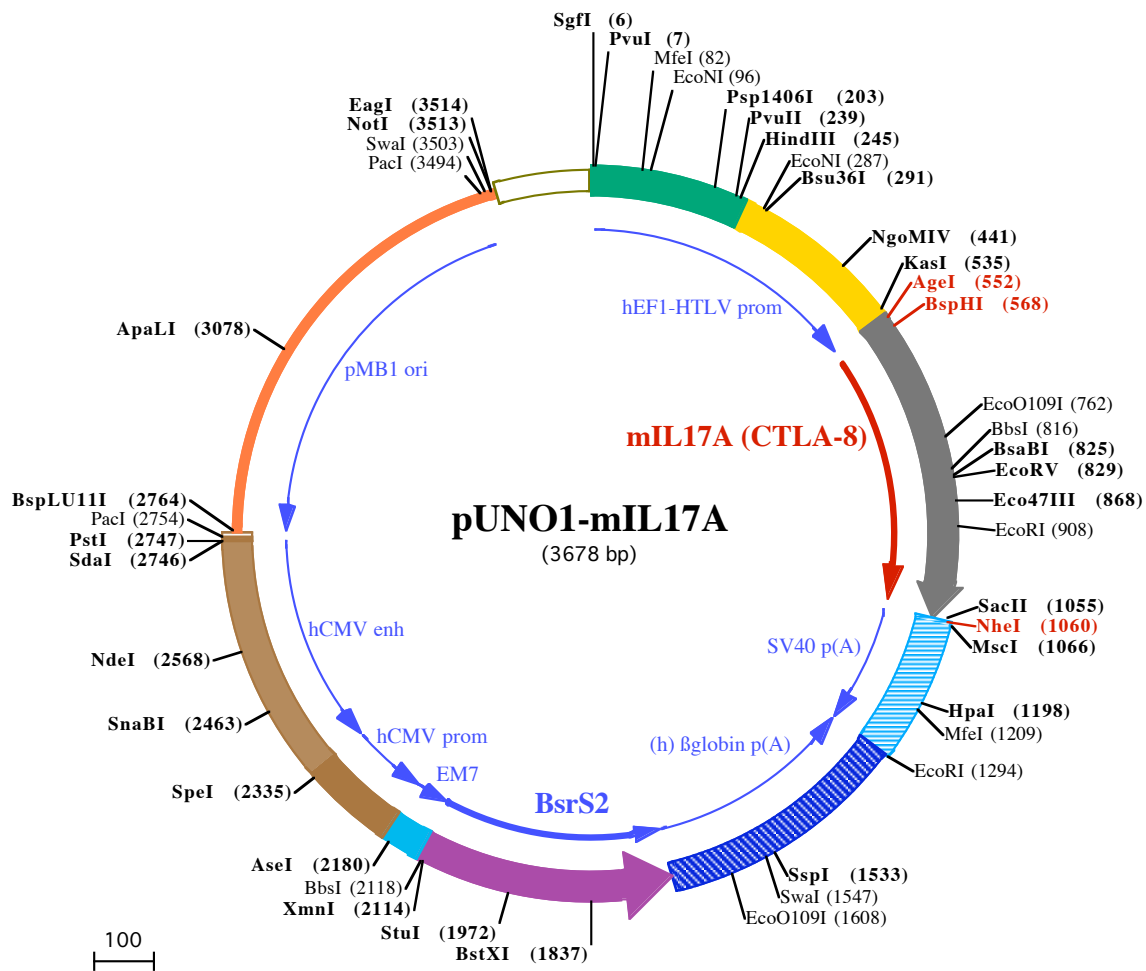 SgfI (6)
PvuI (7)
MfeI (82)
EcoNI (96)
Psp1406I (203)
PvuII (239)
HindIII (245)
EcoNI (287)
Bsu36I (291)
NgoMIV (441)
KasI (535)
AgeI (552)
BspHI (568)
EcoO109I (762)
BbsI (816)
BsaBI (825)
EcoRV (829)
Eco47III (868)
EcoRI (908)
SacII (1055)
NheI (1060)
MscI (1066)
HpaI (1198)
MfeI (1209)
EcoRI (1294)
SspI (1533)
SwaI (1547)
EcoO109I (1608)
BstXI (1837)
StuI (1972)
XmnI (2114)
BbsI (2118)
AseI (2180)
SpeI (2335)
SnaBI (2463)
NdeI (2568)
SdaI (2746)
PstI (2747)
PacI (2754)
BspLU11I (2764)
ApaLI (3078)
PacI (3494)
SwaI (3503)
NotI (3513)
EagI (3514)
hEF1-HTLV prom
mIL17A (CTLA-8)
SV40 p(A)
(h) ßglobin p(A)
BsrS2
EM7
hCMV prom
hCMV enh
pMB1 ori
pUNO1-mIL17A
(3678 bp)
100